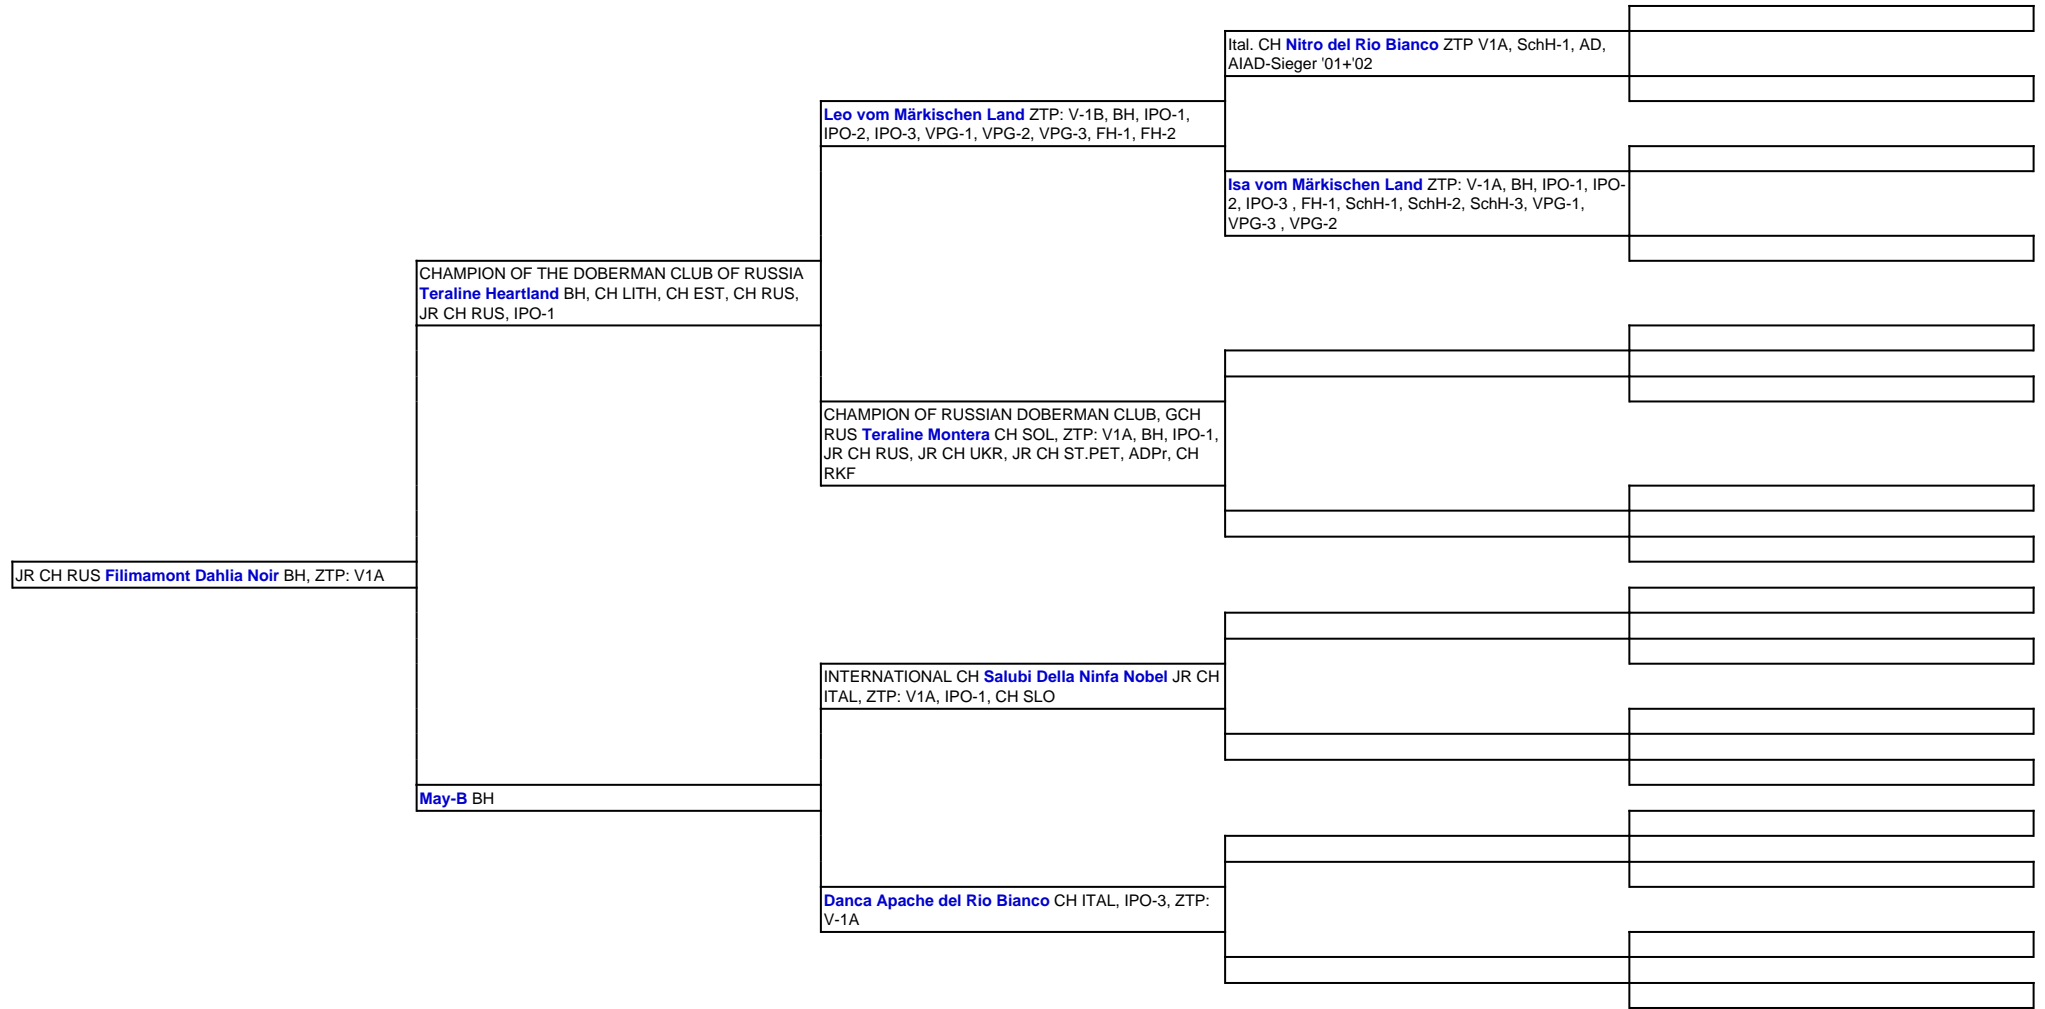 Ital. CH Nitro del Rio Bianco ZTP V1A, SchH-1, AD,
AIAD-Sieger '01+'02
Leo vom Märkischen Land ZTP: V-1B, BH, IPO-1,
IPO-2, IPO-3, VPG-1, VPG-2, VPG-3, FH-1, FH-2
Isa vom Märkischen Land ZTP: V-1A, BH, IPO-1, IPO-
2, IPO-3 , FH-1, SchH-1, SchH-2, SchH-3, VPG-1,
VPG-3 , VPG-2
CHAMPION OF THE DOBERMAN CLUB OF RUSSIA
Teraline Heartland BH, CH LITH, CH EST, CH RUS,
JR CH RUS, IPO-1
CHAMPION OF RUSSIAN DOBERMAN CLUB, GCH
RUS Teraline Montera CH SOL, ZTP: V1A, BH, IPO-1,
JR CH RUS, JR CH UKR, JR CH ST.PET, ADPr, CH
RKF
JR CH RUS Filimamont Dahlia Noir BH, ZTP: V1A
INTERNATIONAL CH Salubi Della Ninfa Nobel JR CH
ITAL, ZTP: V1A, IPO-1, CH SLO
May-B BH
Danca Apache del Rio Bianco CH ITAL, IPO-3, ZTP:
V-1A